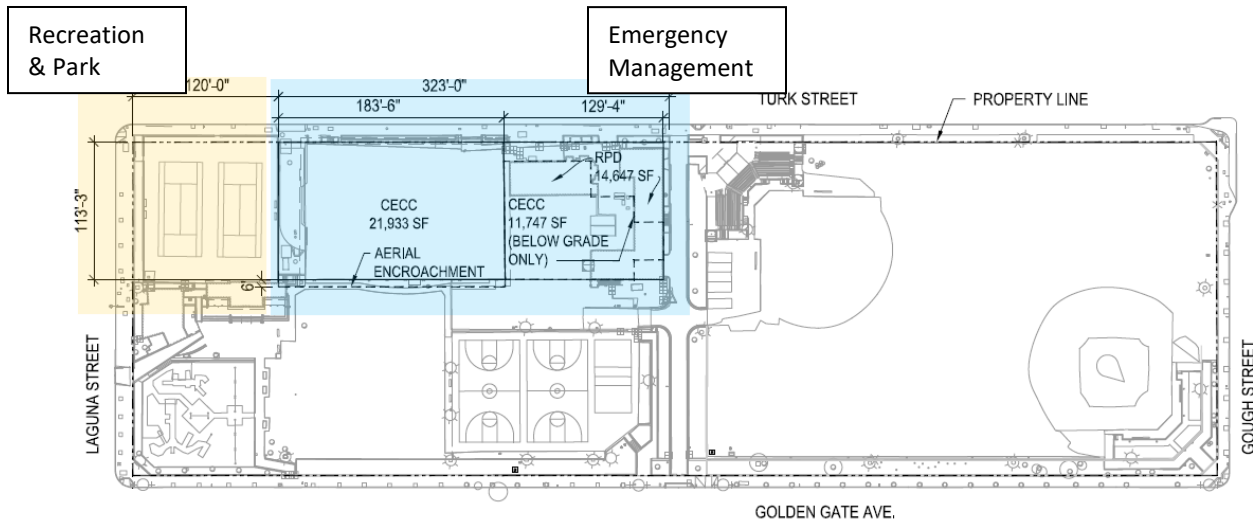 Recreation
& Park
Emergency
Management
120'-0"
323'-0"
183'-6"
129'-4"
TURK STREET
PROPERTY LINE
113'-3"
RPD
14,647 SF
CECC
21,933 SF
CECC
11,747 SF
(BELOW GRADE
ONLY)
AERIAL
ENCROACHMENT
6'
LAGUNA STREET
GOUGH STREET
GOLDEN GATE AVE.